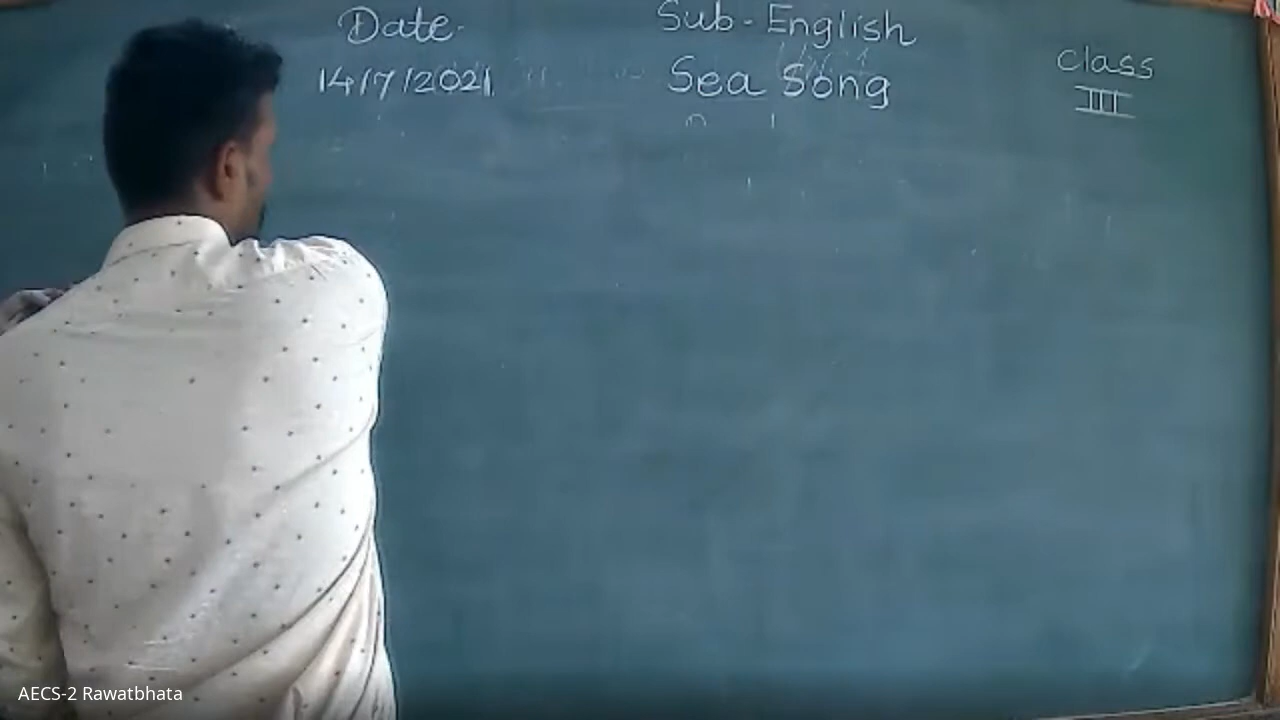 Date.
14/7/2021
Sub - English
Sea Song
class
III
AECS-2 Rawatbhata